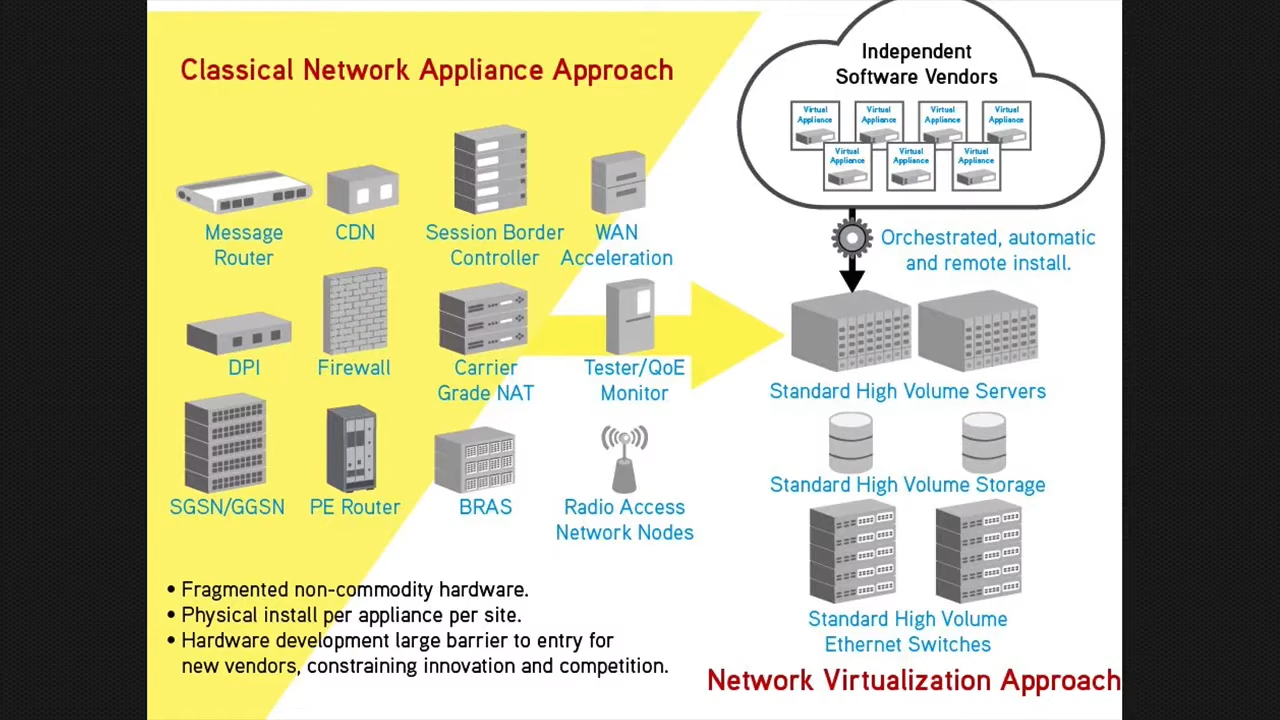 Classical Network Appliance Approach
Message
Router
CDN
Session Border
Controller
WAN
Acceleration
DPI
Firewall
Carrier
Grade NAT
Tester/QoE
Monitor
SGSN/GGSN
PE Router
BRAS
Radio Access
Network Nodes
• Fragmented non-commodity hardware.
• Physical install per appliance per site.
• Hardware development large barrier to entry for
new vendors, constraining innovation and competition.
Independent
Software Vendors
Virtual
Appliance
Virtual
Appliance
Virtual
Appliance
Virtual
Appliance
Virtual
Appliance
Virtual
Appliance
Virtual
Appliance
Orchestrated, automatic
and remote install.
Standard High Volume Servers
Standard High Volume Storage
Standard High Volume
Ethernet Switches
Network Virtualization Approach